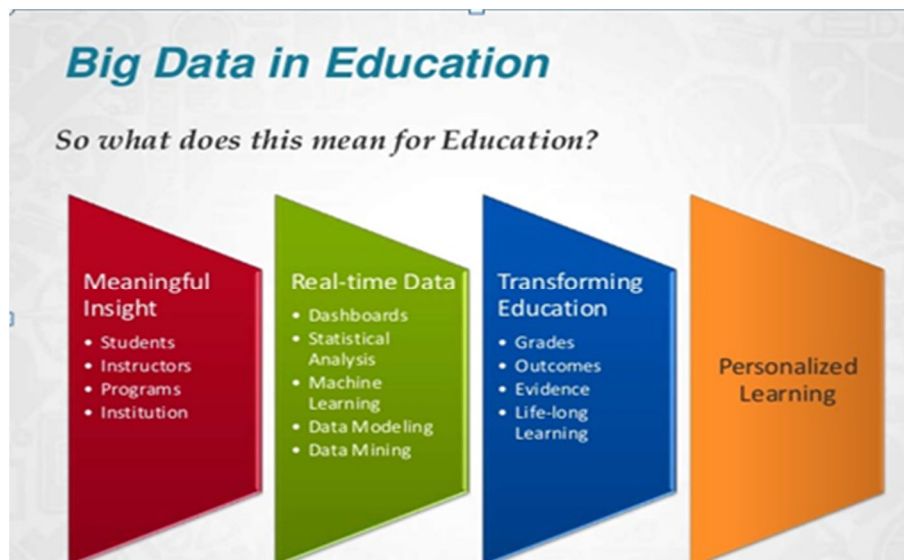 Big Data in Education
So what does this mean for Education?
Meaningful
Insight
• Students
• Instructors
• Programs
• Institution
Real-time Data
• Dashboards
• Statistical
Analysis
• Machine
Learning
• Data Modeling
• Data Mining
Transforming
Education
• Grades
• Outcomes
• Evidence
• Life-long
Learning
Personalized
Learning